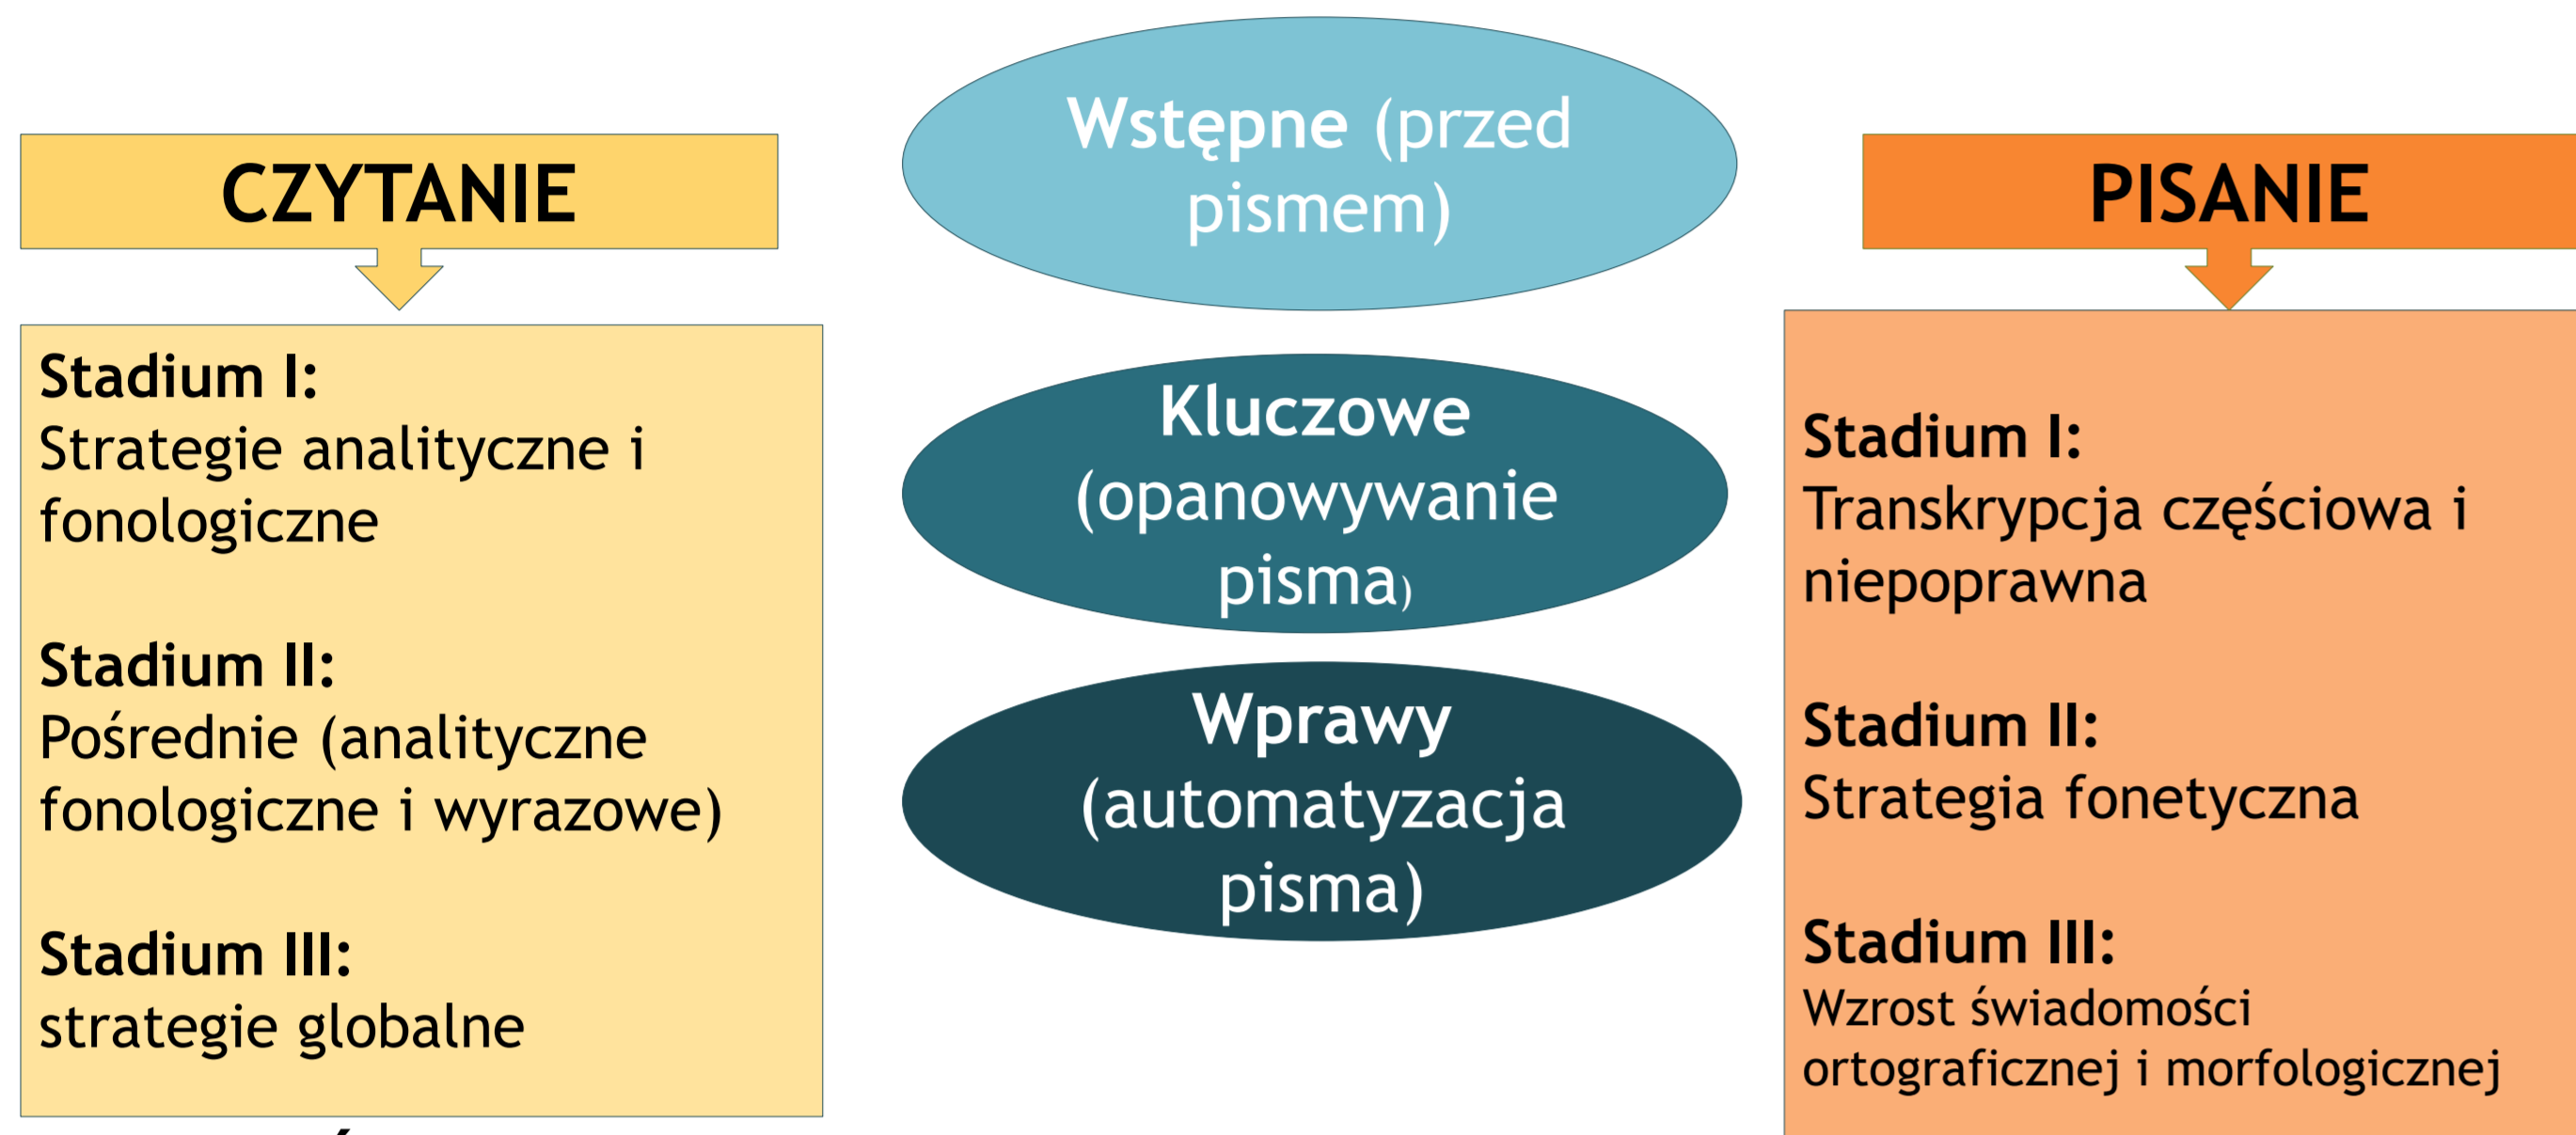 CZYTANIE
Stadium I:
Strategie analityczne i
fonologiczne
Stadium II:
Pośrednie (analityczne
fonologiczne i wyrazowe)
Stadium III:
strategie globalne
Wstępne (przed
pismem)
Kluczowe
(opanowywanie
pisma)
Wprawy
(automatyzacja
pisma)
PISANIE
Stadium I:
Transkrypcja częściowa i
niepoprawna
Stadium II:
Strategia fonetyczna
Stadium III:
Wzrost świadomości
ortograficznej i morfologicznej